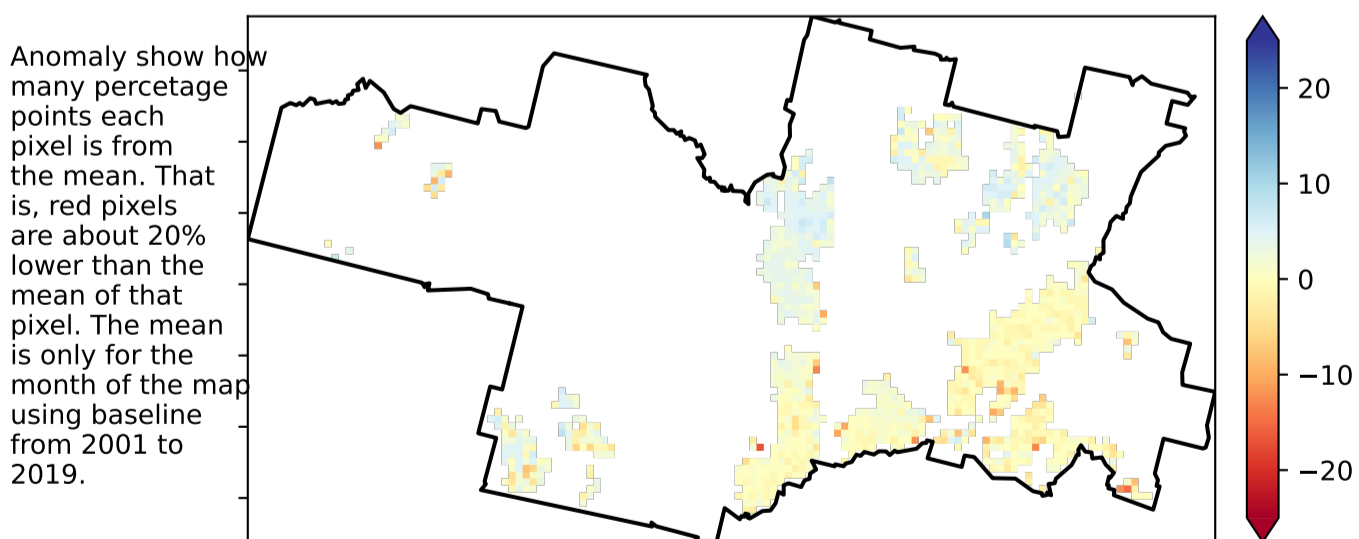 Anomaly show how
many percetage
points each
pixel is from
the mean. That
is, red pixels
are about 20%
lower than the
mean of that
pixel. The mean
is only for the
month of the map
using baseline
from 2001 to
2019.
20
10
0
−10
−20